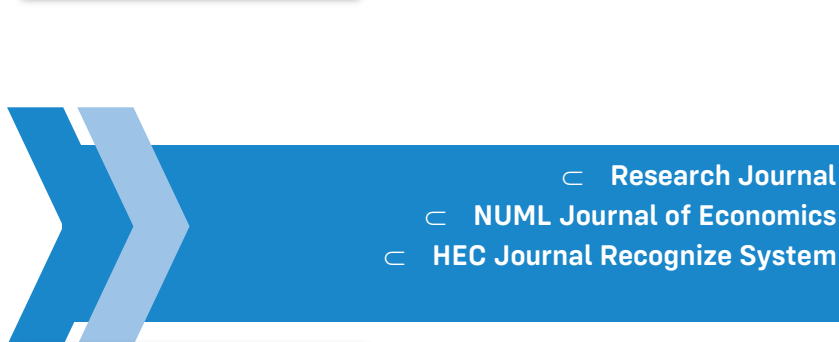 ⊂ Research Journal
⊂ NUML Journal of Economics
⊂ HEC Journal Recognize System